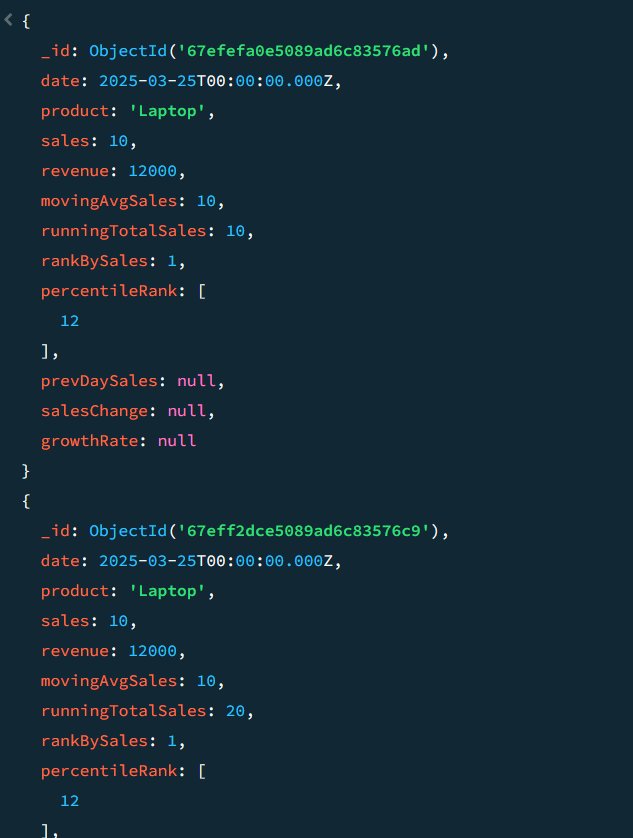 {
_id: ObjectId('67efefa0e5089ad6c83576ad'),
date: 2025-03-25T00:00:00.000Z,
product: 'Laptop',
sales: 10,
revenue: 12000,
movingAvgSales: 10,
runningTotalSales: 10,
rankBySales: 1,
percentileRank: [
12
],
prevDaySales: null,
salesChange: null,
growthRate: null
}
{
_id: ObjectId('67eff2dce5089ad6c83576c9'),
date: 2025-03-25T00:00:00.000Z,
product: 'Laptop',
sales: 10,
revenue: 12000,
movingAvgSales: 10,
runningTotalSales: 20,
rankBySales: 1,
percentileRank: [
12
],